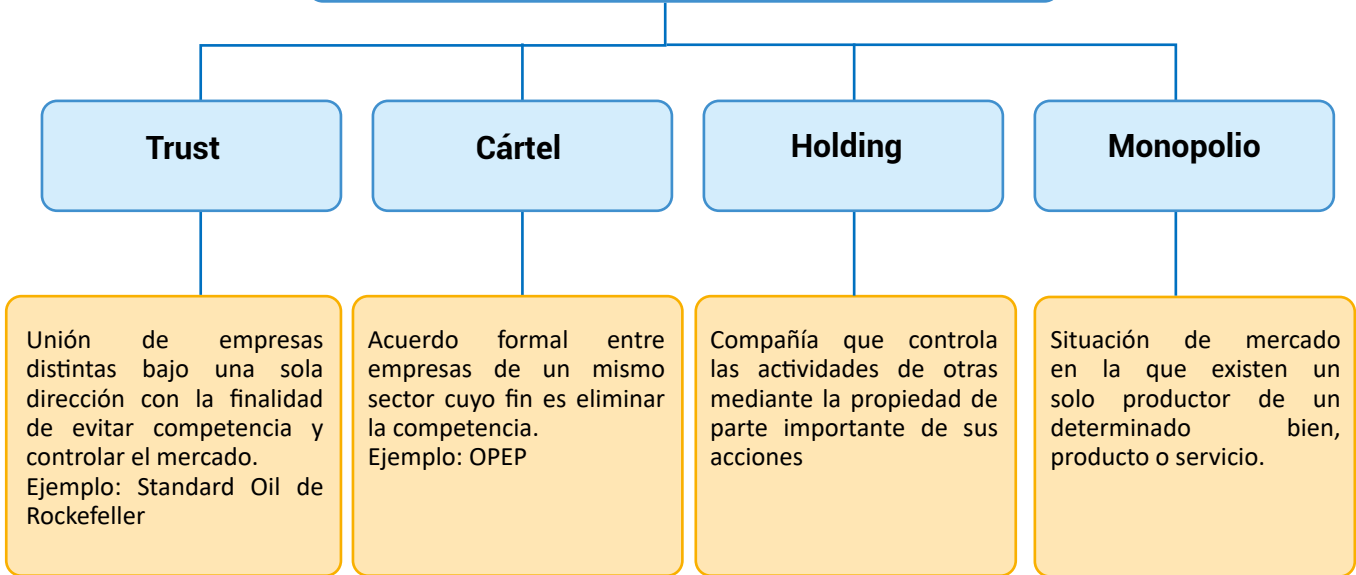 Trust
Cártel
Holding
Monopolio
Unión de empresas
distintas bajo una sola
dirección con la finalidad
de evitar competencia y
controlar el mercado.
Ejemplo: Standard Oil de
Rockefeller
Acuerdo formal entre
empresas de un mismo
sector cuyo fin es eliminar
la competencia.
Ejemplo: OPEP
Compañía que controla
las actividades de otras
mediante la propiedad de
parte importante de sus
acciones
Situación de mercado
en la que existen un
solo productor de un
determinado bien,
producto o servicio.